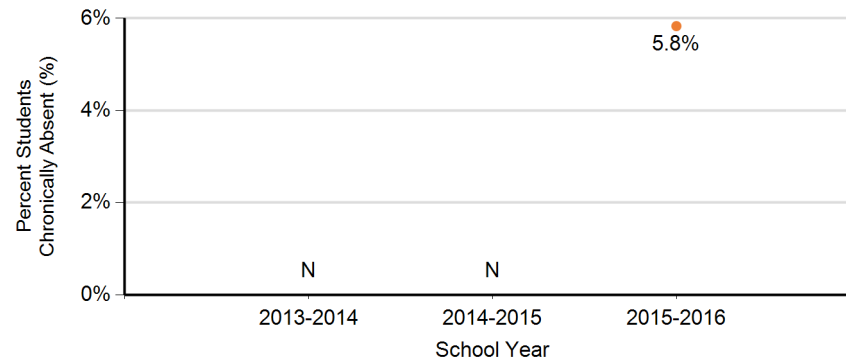 6%
5.8%
4%
2%
0%
N
N
2013-2014
2014-2015
2015-2016
School Year
Percent Students
Chronically Absent (%)